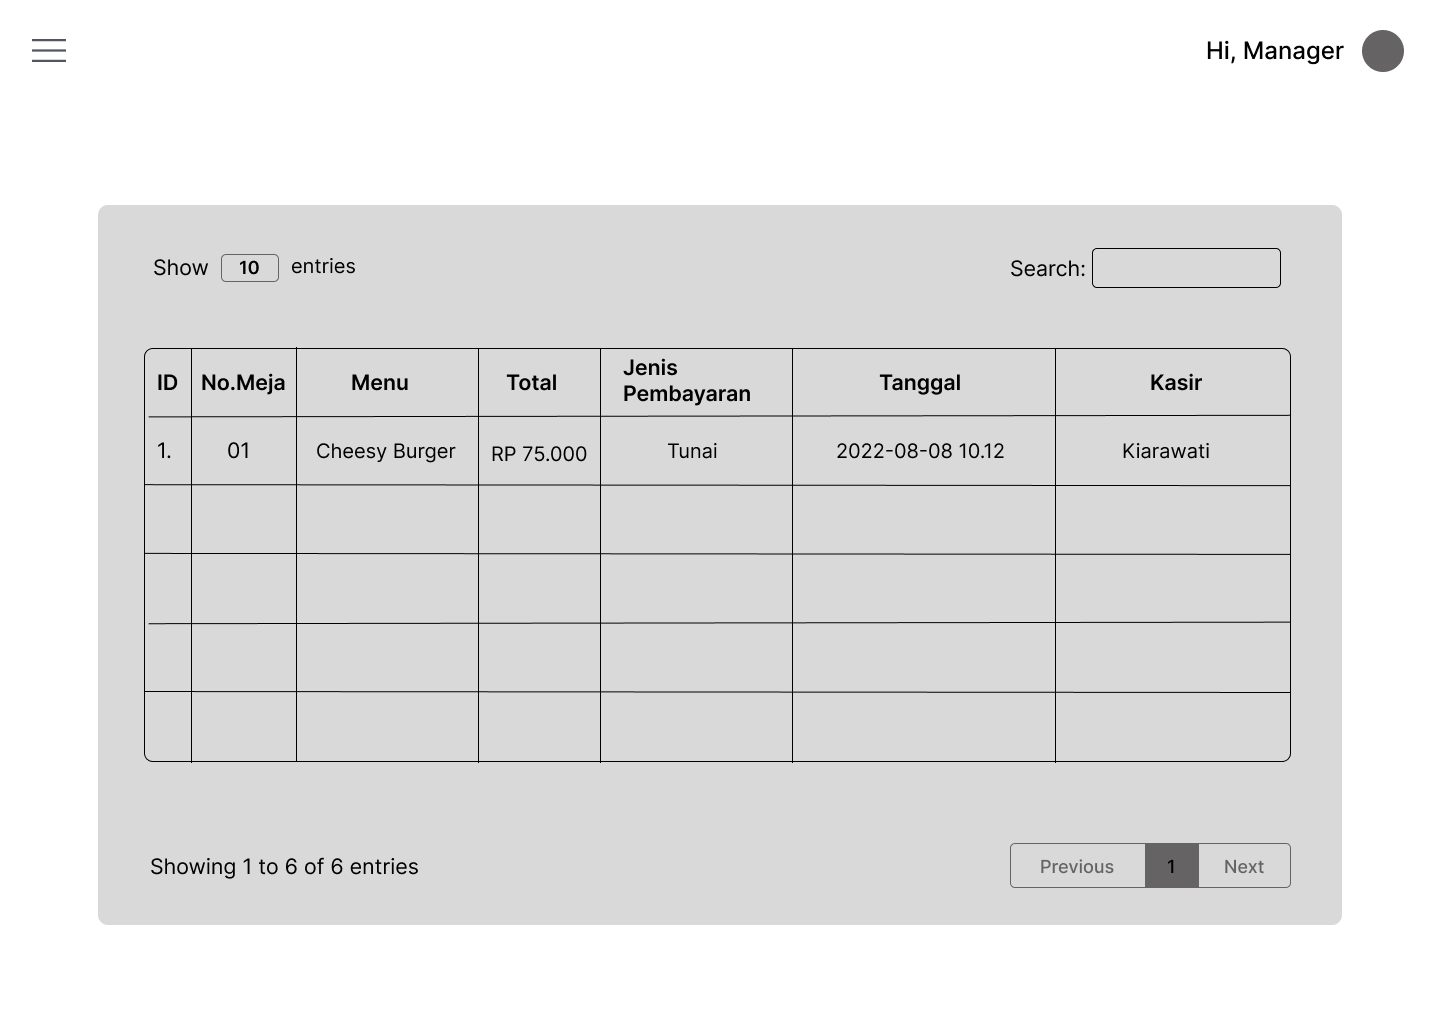 Hi, Manager
Show 10 entries
Search:
ID No.Meja Menu Total Jenis Pembayaran Tanggal Kasir
1. 01 Cheesy Burger RP 75.000 Tunai 2022-08-08 10.12 Kiarawati
Showing 1 to 6 of 6 entries
Previous 1 Next